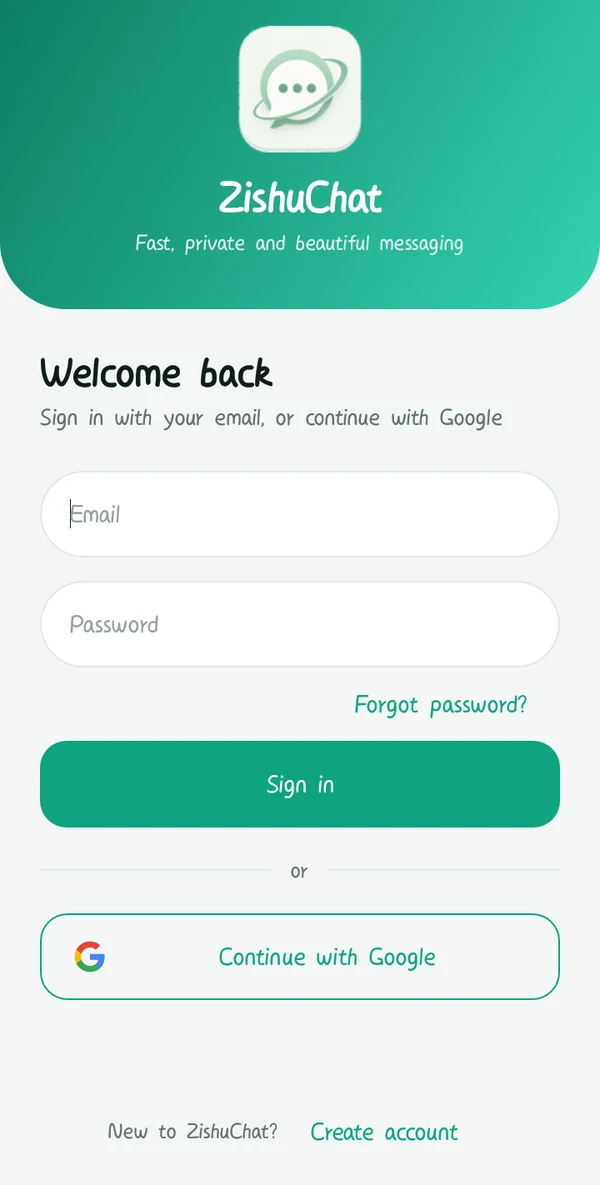 ZishuChat
Fast, private and beautiful messaging
Welcome back
Sign in with your email, or continue with Google
Email
Password
Forgot password?
Sign in
or
Continue with Google
New to ZishuChat? Create account